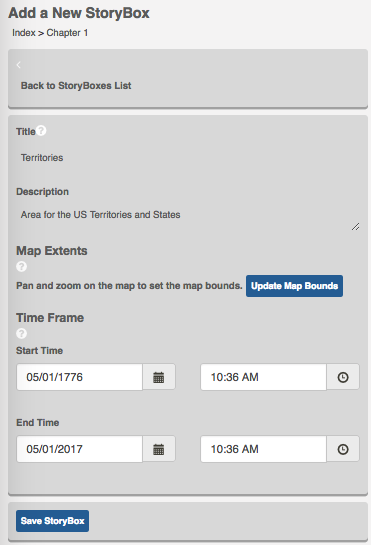 Add a New StoryBox
Index > Chapter 1
Back to StoryBoxes List
Title ?
Territories
Description
Area for the US Territories and States
Map Extents
?
Pan and zoom on the map to set the map bounds. Update Map Bounds
Time Frame
?
Start Time
05/01/1776 10:36 AM
End Time
05/01/2017 10:36 AM
Save StoryBox